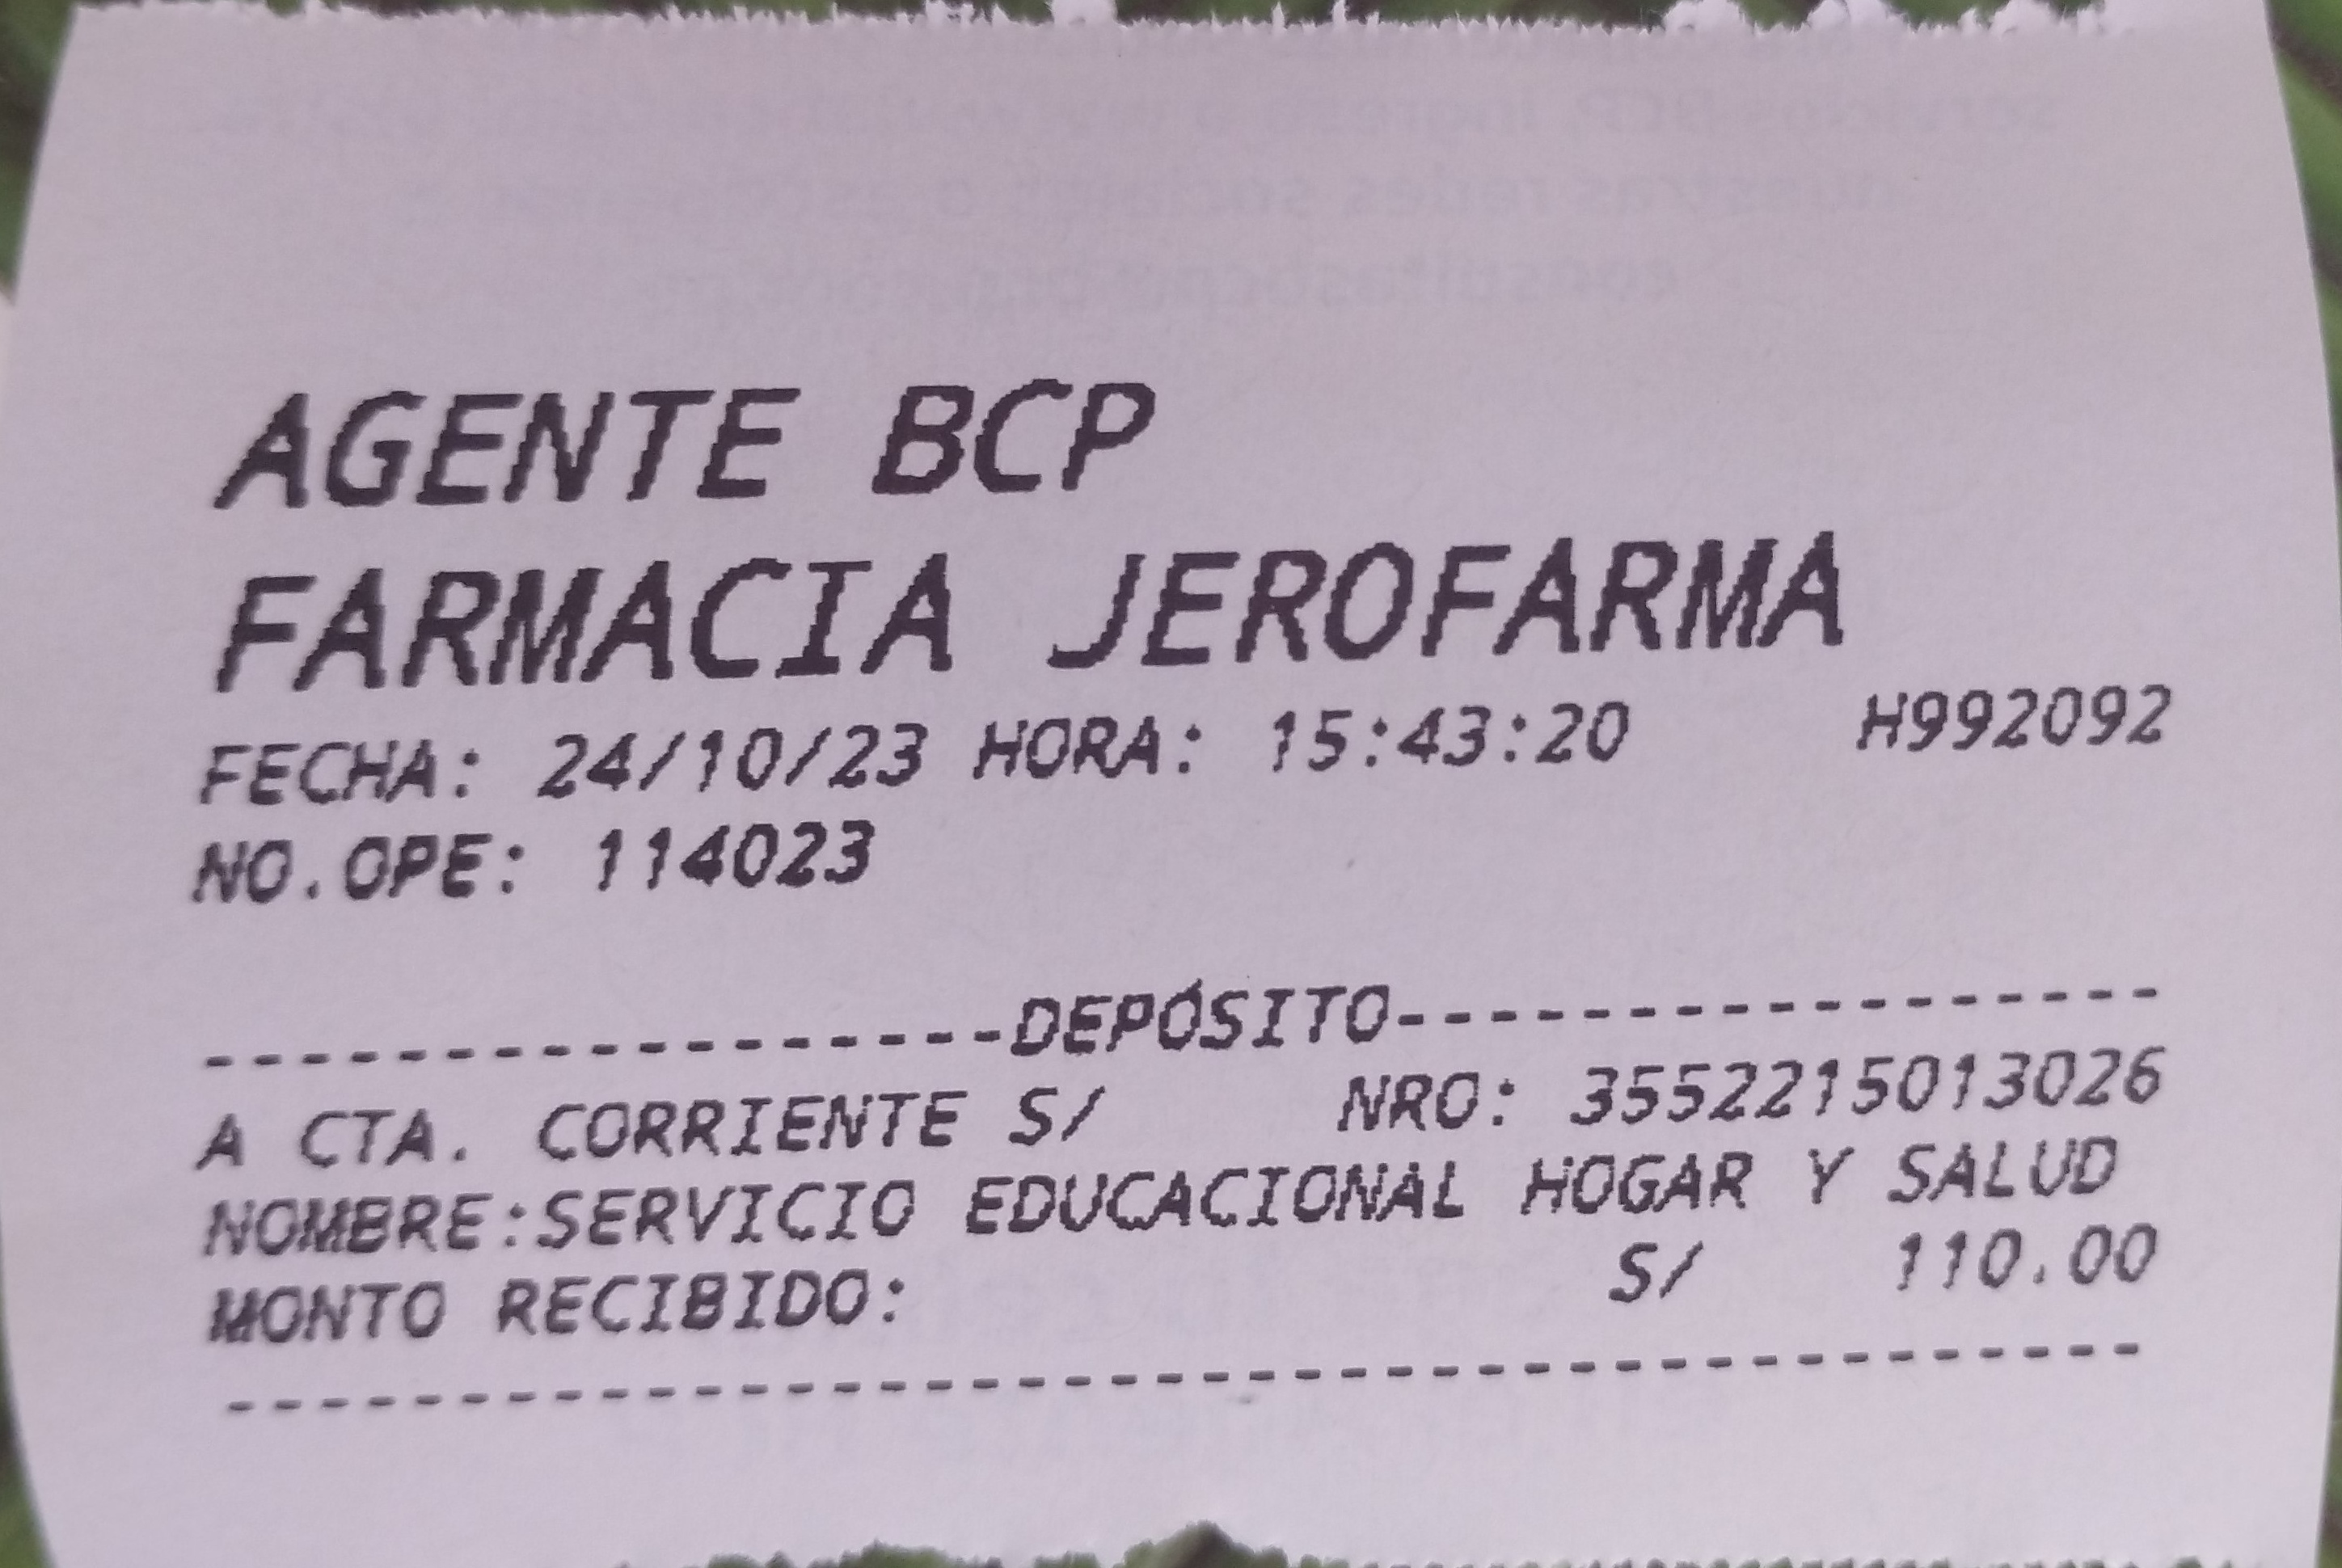 AGENTE BCP
FARMACIA JEROFARMA
FECHA: 24/10/23 HORA: 15:43:20 H992092
NO.OPE: 114023
------------------DEPÓSITO-----------------
A CTA. CORRIENTE S/ NRO: 3552215013026
NOMBRE:SERVICIO EDUCACIONAL HOGAR Y SALUD
MONTO RECIBIDO: S/ 110.00
-----------------------------------------